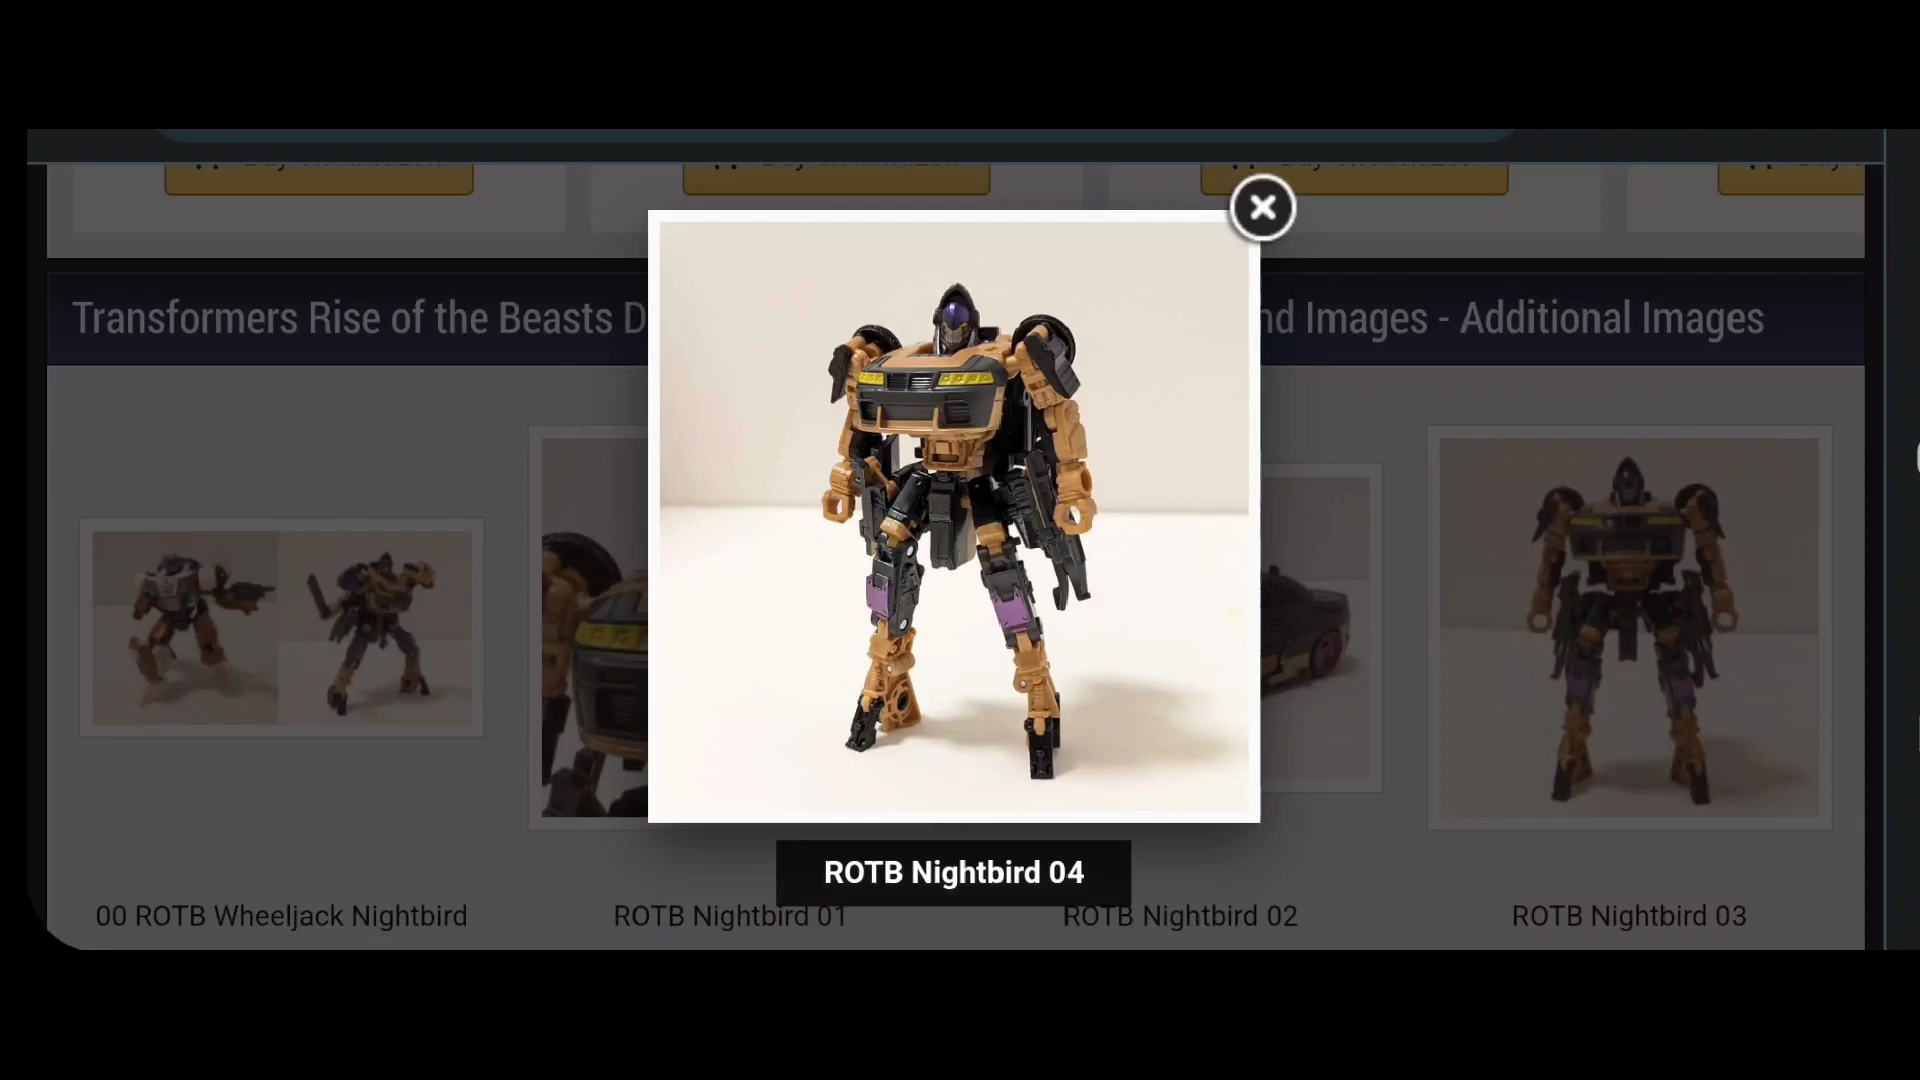 Transformers Rise of the Beasts D
nd Images - Additional Images
ROTB Nightbird 04
00 ROTB Wheeljack Nightbird
ROTB Nightbird 01
ROTB Nightbird 02
ROTB Nightbird 03